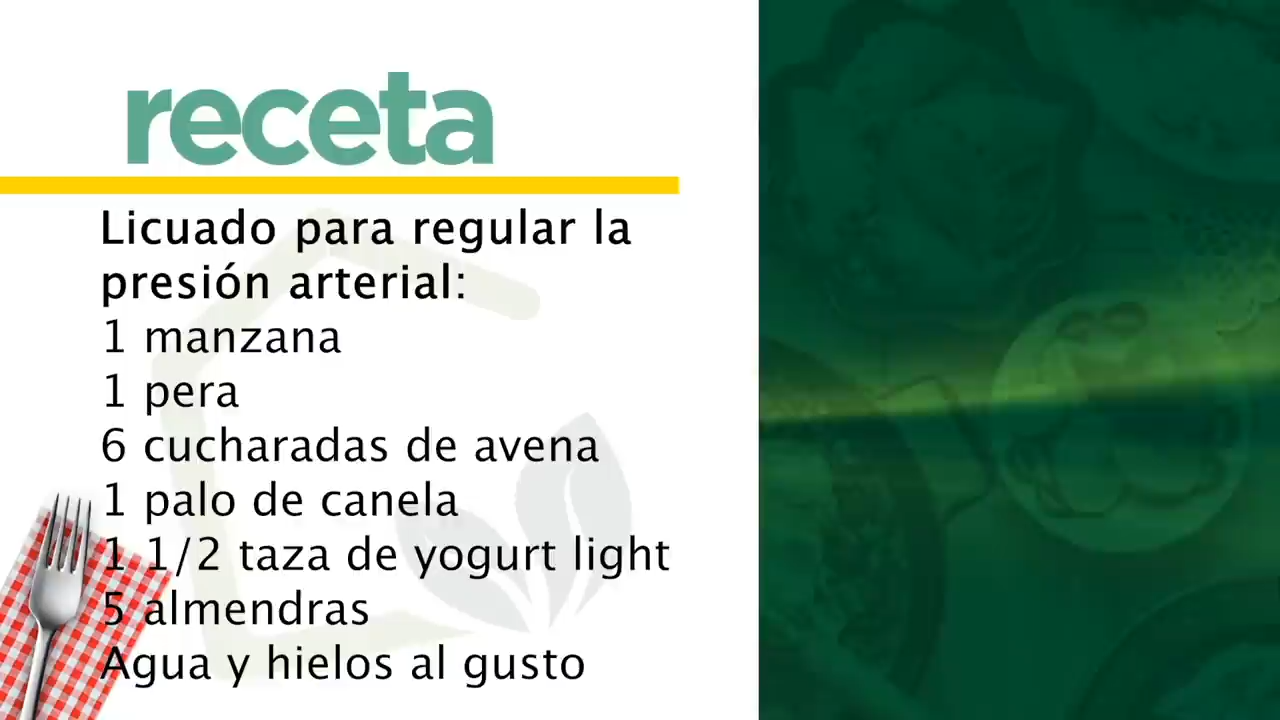 receta
Licuado para regular la
presión arterial:
1 manzana
1 pera
6 cucharadas de avena
1 palo de canela
1 1/2 taza de yogurt light
5 almendras
Agua y hielos al gusto